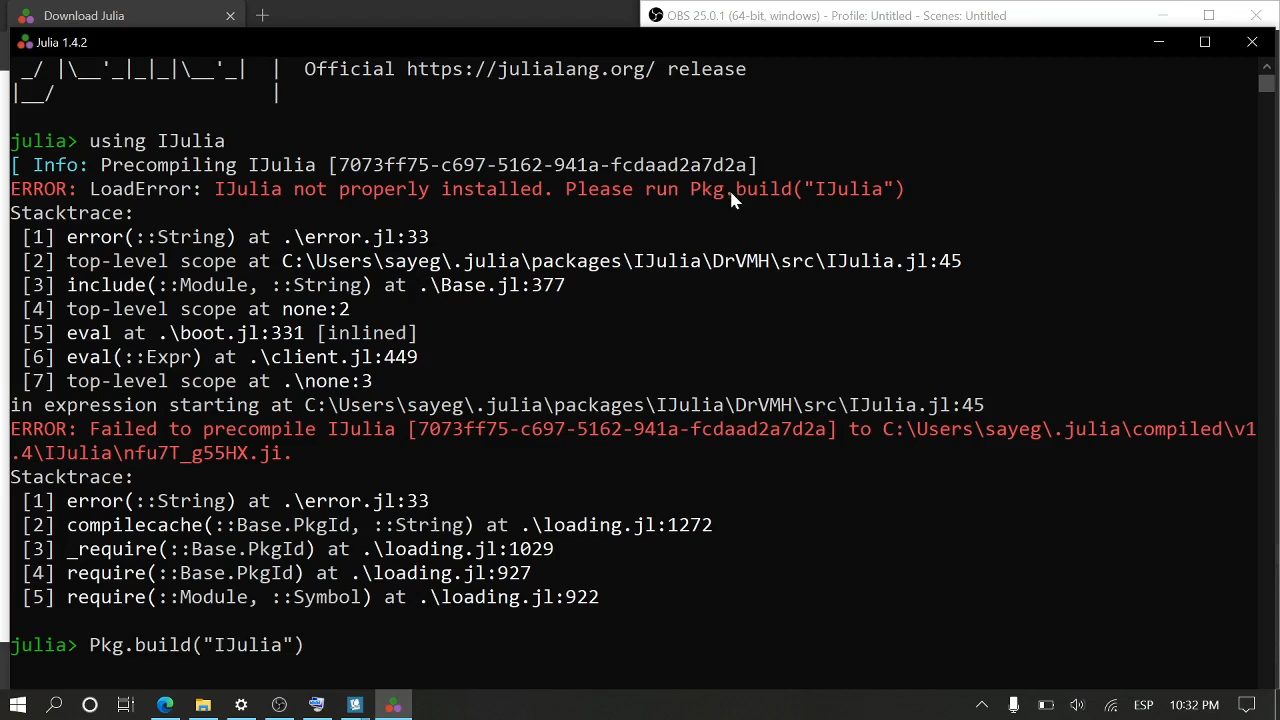 Download Julia
OBS 25.0.1 (64-bit, windows) - Profile: Untitled - Scenes: Untitled
Julia 1.4.2
_/ |\__'_|_|_|\__'_|  |  Official https://julialang.org/ release
|__/                   |
julia> using IJulia
[ Info: Precompiling IJulia [7073ff75-c697-5162-941a-fcdaad2a7d2a]
ERROR: LoadError: IJulia not properly installed. Please run Pkg.build("IJulia")
Stacktrace:
[1] error(::String) at .\error.jl:33
[2] top-level scope at C:\Users\sayeg\.julia\packages\IJulia\DrVMH\src\IJulia.jl:45
[3] include(::Module, ::String) at .\Base.jl:377
[4] top-level scope at none:2
[5] eval at .\boot.jl:331 [inlined]
[6] eval(::Expr) at .\client.jl:449
[7] top-level scope at .\none:3
in expression starting at C:\Users\sayeg\.julia\packages\IJulia\DrVMH\src\IJulia.jl:45
ERROR: Failed to precompile IJulia [7073ff75-c697-5162-941a-fcdaad2a7d2a] to C:\Users\sayeg\.julia\compiled\v1
.4\IJulia\nfu7T_g55HX.ji.
Stacktrace:
[1] error(::String) at .\error.jl:33
[2] compilecache(::Base.PkgId, ::String) at .\loading.jl:1272
[3] _require(::Base.PkgId) at .\loading.jl:1029
[4] require(::Base.PkgId) at .\loading.jl:927
[5] require(::Module, ::Symbol) at .\loading.jl:922
julia> Pkg.build("IJulia")
ESP
10:32 PM